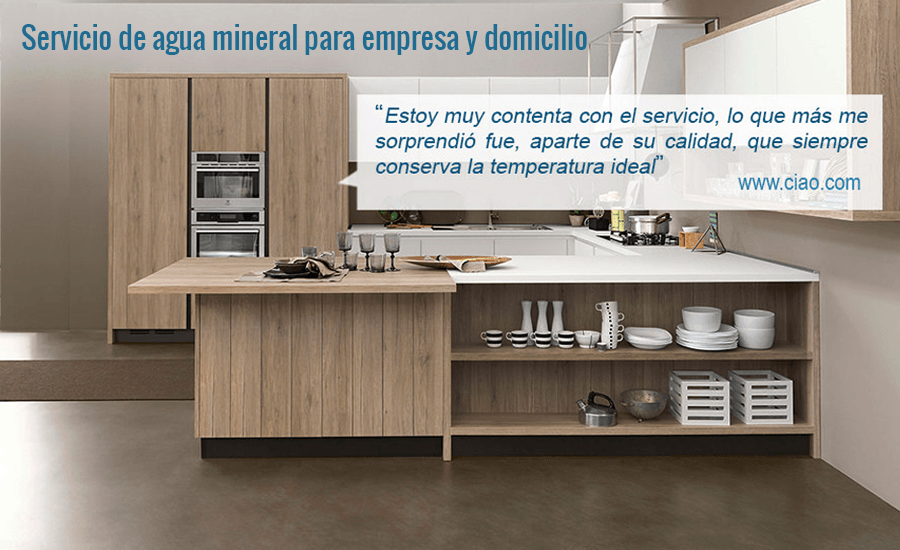 Servicio de agua mineral para empresa y domicilio
“Estoy muy contenta con el servicio, lo que más me
sorprendió fue, aparte de su calidad, que siempre
conserva la temperatura ideal”
www.ciao.com